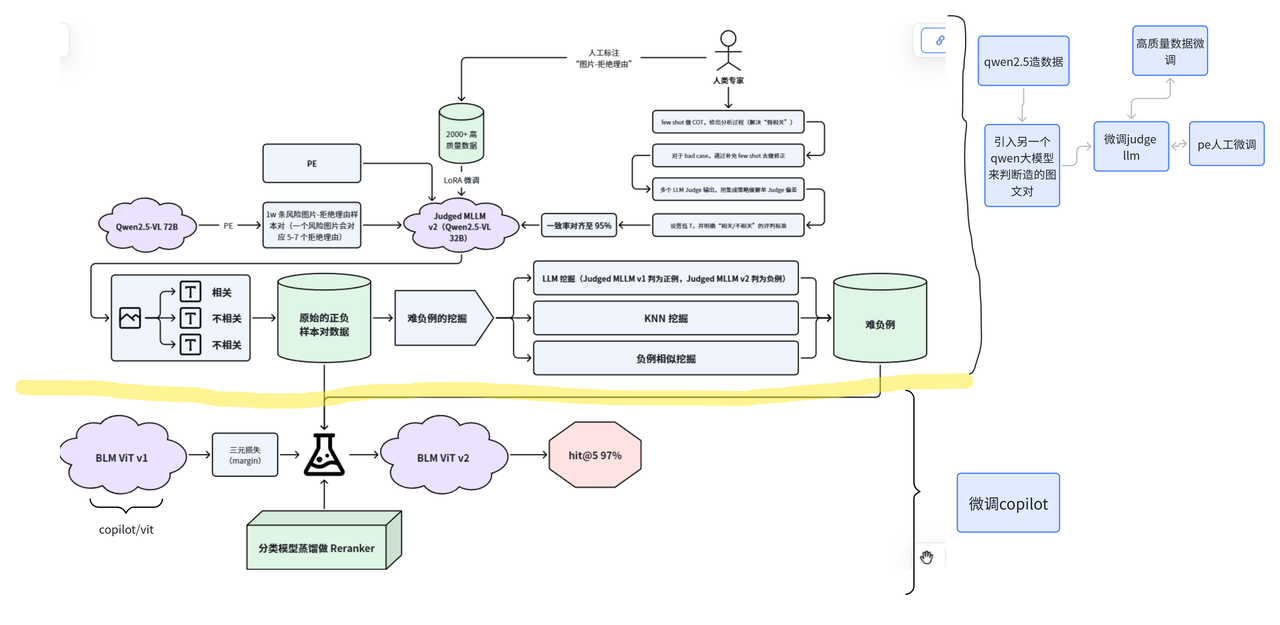 人工标注
“图片-拒绝理由”
人类专家
2000+ 高
质量数据
few shot 做 COT，给出分析过程（解决“假相关”）
对于 bad case，通过补充 few shot 去做修正
多个 LLM Judge 输出，用集成策略缓解单 Judge 偏差
设置低 T，并明确“相关/不相关”的评判标准
PE
LoRA 微调
Qwen2.5-VL 72B
PE
1w 条风险图片-拒绝理由样
本对（一个风险图片会对
应 5-7 个拒绝理由）
Judged MLLM
v2（Qwen2.5-VL
32B）
一致率对齐至 95%
相关
不相关
不相关
原始的正负
样本对数据
难负例的挖掘
LLM 挖掘（Judged MLLM v1 判为正例，Judged MLLM v2 判为负例）
KNN 挖掘
负例相似挖掘
难负例
BLM ViT v1
三元损失
（margin）
BLM ViT v2
hit@5 97%
copilot/vit
分类模型蒸馏做 Reranker
qwen2.5造数据
高质量数据微
调
引入另一个
qwen大模型
来判断造的图
文对
微调judge
llm
pe人工微调
微调copilot